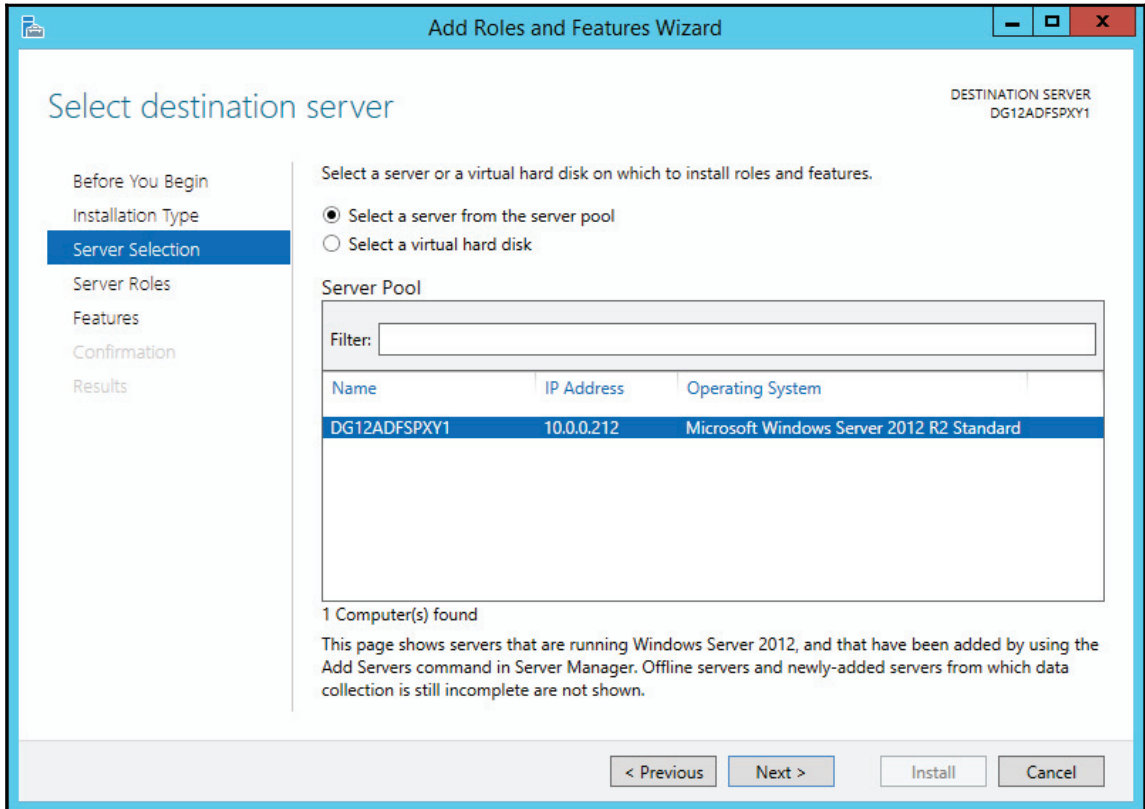 Add Roles and Features Wizard
Select destination server
DESTINATION SERVER
DG12ADFSPXY1
Before You Begin
Installation Type
Server Selection
Server Roles
Features
Confirmation
Results
Select a server or a virtual hard disk on which to install roles and features.
Select a server from the server pool
Select a virtual hard disk
Server Pool
Filter:
Name IP Address Operating System
DG12ADFSPXY1 10.0.0.212 Microsoft Windows Server 2012 R2 Standard
1 Computer(s) found
This page shows servers that are running Windows Server 2012, and that have been added by using the
Add Servers command in Server Manager. Offline servers and newly-added servers from which data
collection is still incomplete are not shown.
< Previous Next > Install Cancel